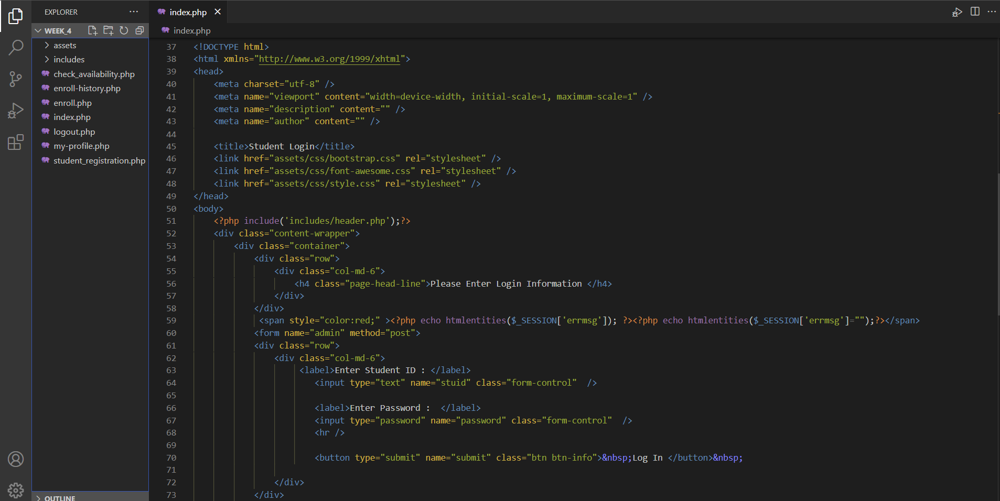 EXPLORER ...
WEEK_4
assets
includes
check_availability.php
enroll-history.php
enroll.php
index.php
logout.php
my-profile.php
student_registration.php
OUTLINE
index.php
index.php
37 <!DOCTYPE html>
38 <html xmlns="http://www.w3.org/1999/xhtml">
39 <head>
40     <meta charset="utf-8" />
41     <meta name="viewport" content="width=device-width, initial-scale=1, maximum-scale=1" />
42     <meta name="description" content="" />
43     <meta name="author" content="" />
44
45     <title>Student Login</title>
46     <link href="assets/css/bootstrap.css" rel="stylesheet" />
47     <link href="assets/css/font-awesome.css" rel="stylesheet" />
48     <link href="assets/css/style.css" rel="stylesheet" />
49 </head>
50 <body>
51     <?php include('includes/header.php');?>
52     <div class="content-wrapper">
53         <div class="container">
54             <div class="row">
55                 <div class="col-md-6">
56                     <h4 class="page-head-line">Please Enter Login Information </h4>
57                 </div>
58             </div>
59              <span style="color:red;" ><?php echo htmlentities($_SESSION['errmsg']); ?><?php echo htmlentities($_SESSION['errmsg']="");?></span>
60             <form name="admin" method="post">
61             <div class="row">
62                 <div class="col-md-6">
63                      <label>Enter Student ID : </label>
64                         <input type="text" name="stuid" class="form-control"  />
65
66                         <label>Enter Password :  </label>
67                         <input type="password" name="password" class="form-control"  />
68                         <hr />
69
70                         <button type="submit" name="submit" class="btn btn-info">&nbsp;Log In </button>&nbsp;
71
72                 </div>
73             </div>